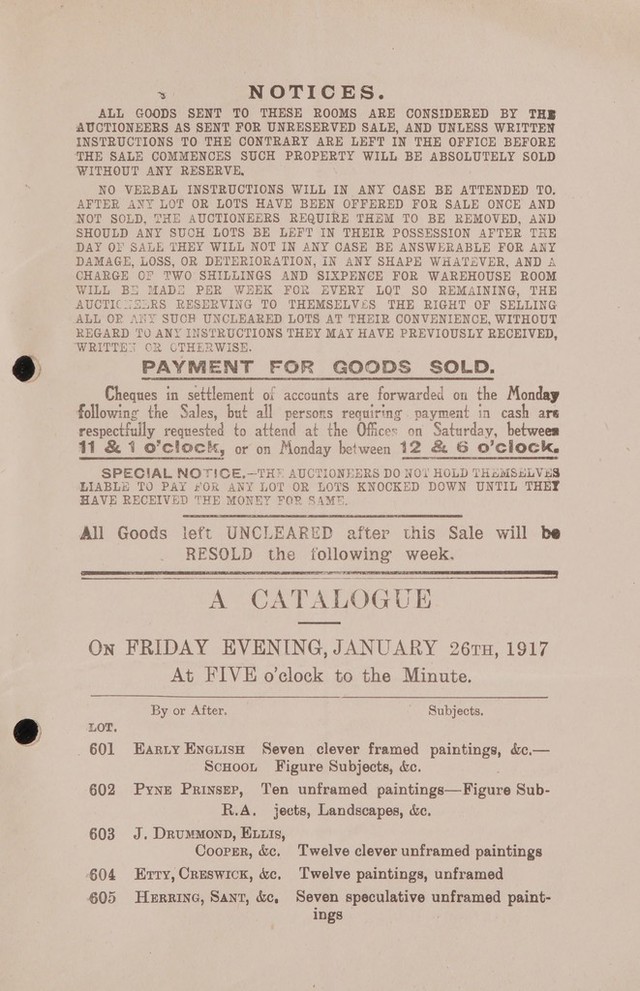 NOTICES.
ALL GOODS SENT TO THESE ROOMS ARE CONSIDERED BY THE
AUCTIONEERS AS SENT FOR UNRESERVED SALE, AND UNLESS WRITTEN
INSTRUCTIONS TO THE CONTRARY ARE LEFT IN THE OFFICE BEFORE
THE SALE COMMENCES SUCH PROPERTY WILL BE ABSOLUTELY SOLD
WITHOUT ANY RESERVE.
NO VERBAL INSTRUCTIONS WILL IN ANY CASE BE ATTENDED TO.
AFTER ANY LOT OR LOTS HAVE BEEN OFFERED FOR SALE ONCE AND
NOT SOLD, THE AUCTIONEERS REQUIRE THEM TO BE REMOVED, AND
SHOULD ANY SUCH LOTS BE LEFT IN THEIR POSSESSION AFTER THE
DAY OF SALE THEY WILL NOT IN ANY CASE BE ANSWERABLE FOR ANY
DAMAGE, LOSS, OR DETERIORATION, IN ANY SHAPE WHATEVER, AND A
CHARGE OF TWO SHILLINGS AND SIXPENCE FOR WAREHOUSE ROOM
WILL BE MADE PER WEEK FOR EVERY LOT SO REMAINING, THE
AUCTIONEERS RESERVING TO THEMSELVES THE RIGHT OF SELLING
ALL OR ANY SUCH UNCLEARED LOTS AT THEIR CONVENIENCE, WITHOUT
REGARD TO ANY INSTRUCTIONS THEY MAY HAVE PREVIOUSLY RECEIVED,
WRITTEN OR OTHERWISE.
PAYMENT FOR GOODS SOLD.
Cheques in settlement of accounts are forwarded on the Monday
following the Sales, but all persons requiring payment in cash are
respectfully requested to attend at the Offices on Saturday, between
11 & 1 o'clock, or on Monday between 12 & 6 o'clock.
SPECIAL NOTICE.—THE AUCTIONEERS DO NOT HOLD THEMSELVES
LIABLE TO PAY FOR ANY LOT OR LOTS KNOCKED DOWN UNTIL THEY
HAVE RECEIVED THE MONEY FOR SAME.
All Goods left UNCLEARED after this Sale will be
RESOLD the following week.
A CATALOGUE
ON FRIDAY EVENING, JANUARY 26TH, 1917
At FIVE o'clock to the Minute.
By or After. Subjects.
LOT.
601 EARLY ENGLISH Seven clever framed paintings, &c.—
SCHOOL Figure Subjects, &c.
602 PYNE PRINSEP, Ten unframed paintings—Figure Sub-
R.A. jects, Landscapes, &c.
603 J. DRUMMOND, ELLIS,
COOPER, &c. Twelve clever unframed paintings
604 ETTY, CRESWICK, &c. Twelve paintings, unframed
605 HERRING, SANT, &c. Seven speculative unframed paint-
ings